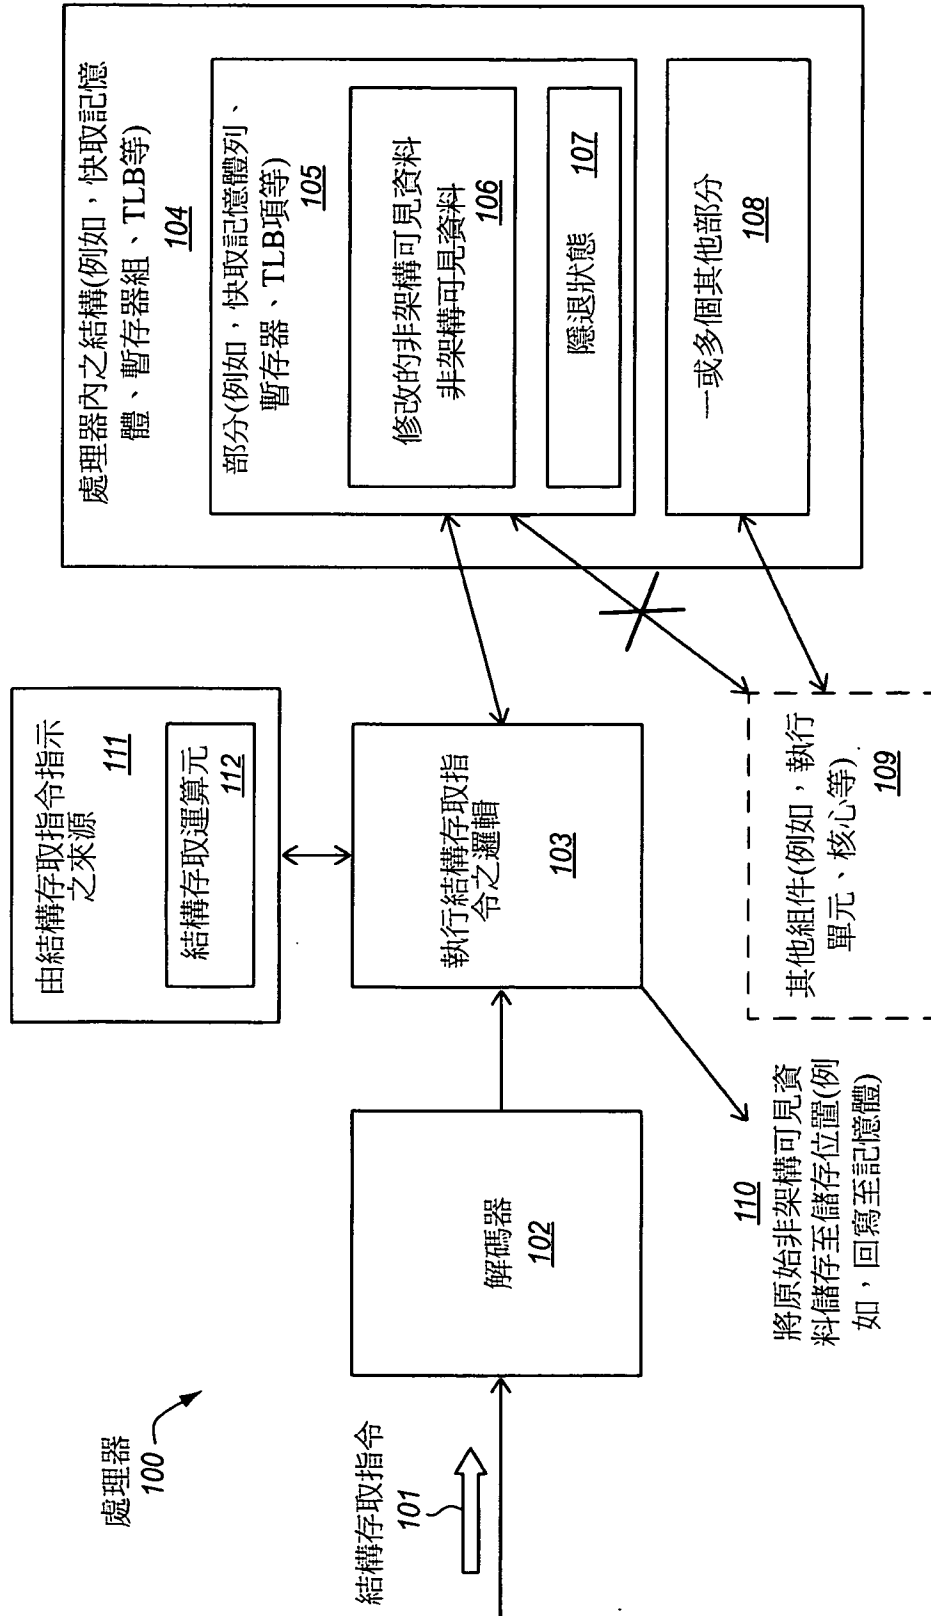 處理器
100
結構存取指令
101
解碼器
102
由結構存取指令指示
之來源
111
結構存取運算元
112
執行結構存取指
令之邏輯
103
110
將原始非架構可見資
料儲存至儲存位置(例
如，回寫至記憶體)
處理器內之結構(例如，快取記憶
體、暫存器組、TLB等)
104
部分(例如，快取記憶體列、
暫存器、TLB項等)
105
修改的非架構可見資料
非架構可見資料
106
隱退狀態
107
一或多個其他部分
108
其他組件(例如，執行
單元、核心等)
109